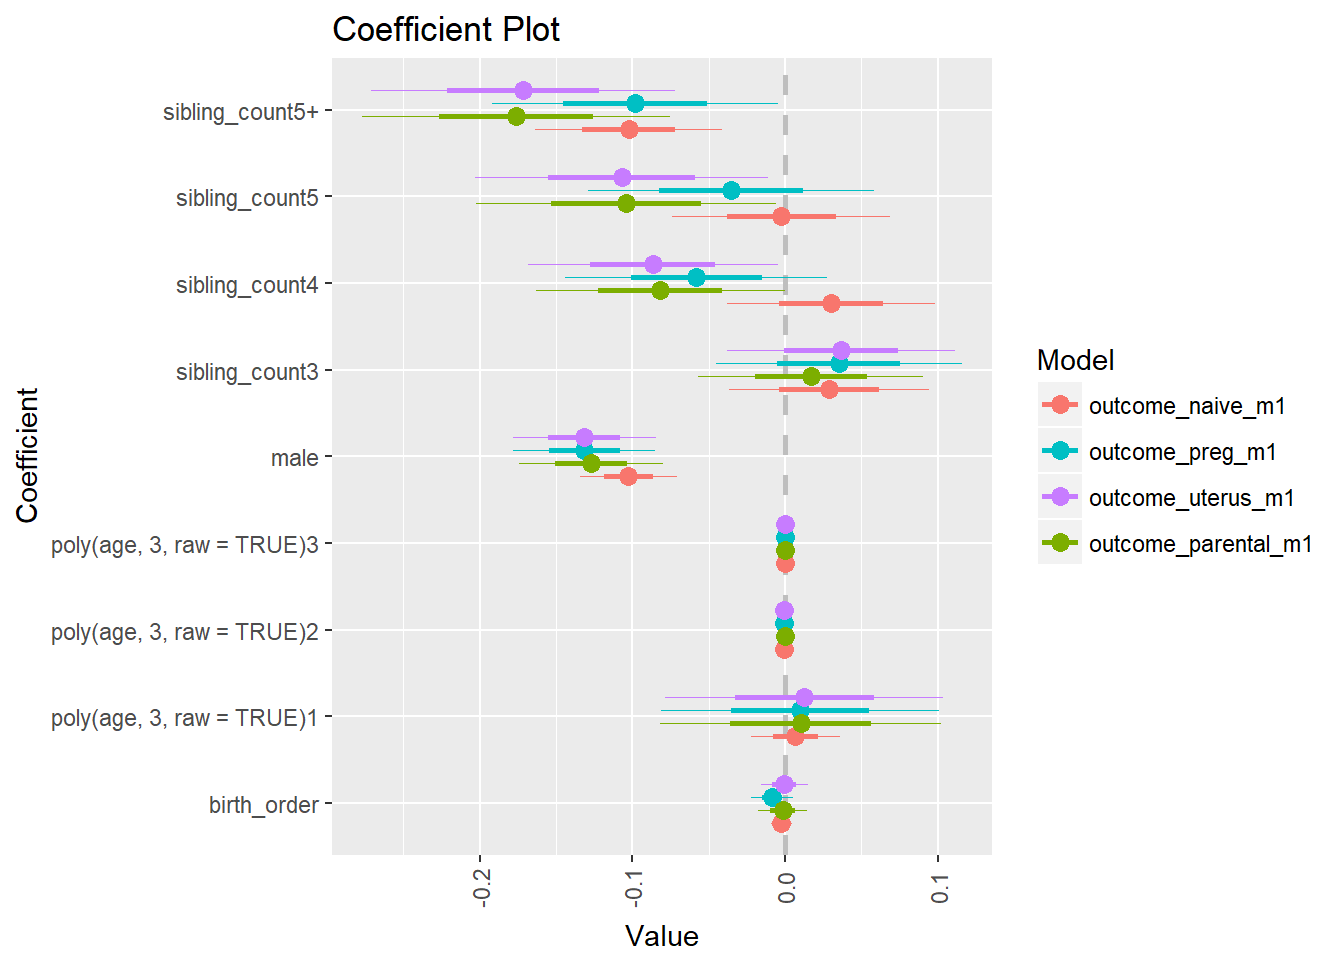 Coefficient Plot
Coefficient
sibling_count5+
sibling_count5
sibling_count4
sibling_count3
male
poly(age, 3, raw = TRUE)3
poly(age, 3, raw = TRUE)2
poly(age, 3, raw = TRUE)1
birth_order
-0.2
-0.1
0.0
0.1
Value
Model
outcome_naive_m1
outcome_preg_m1
outcome_uterus_m1
outcome_parental_m1